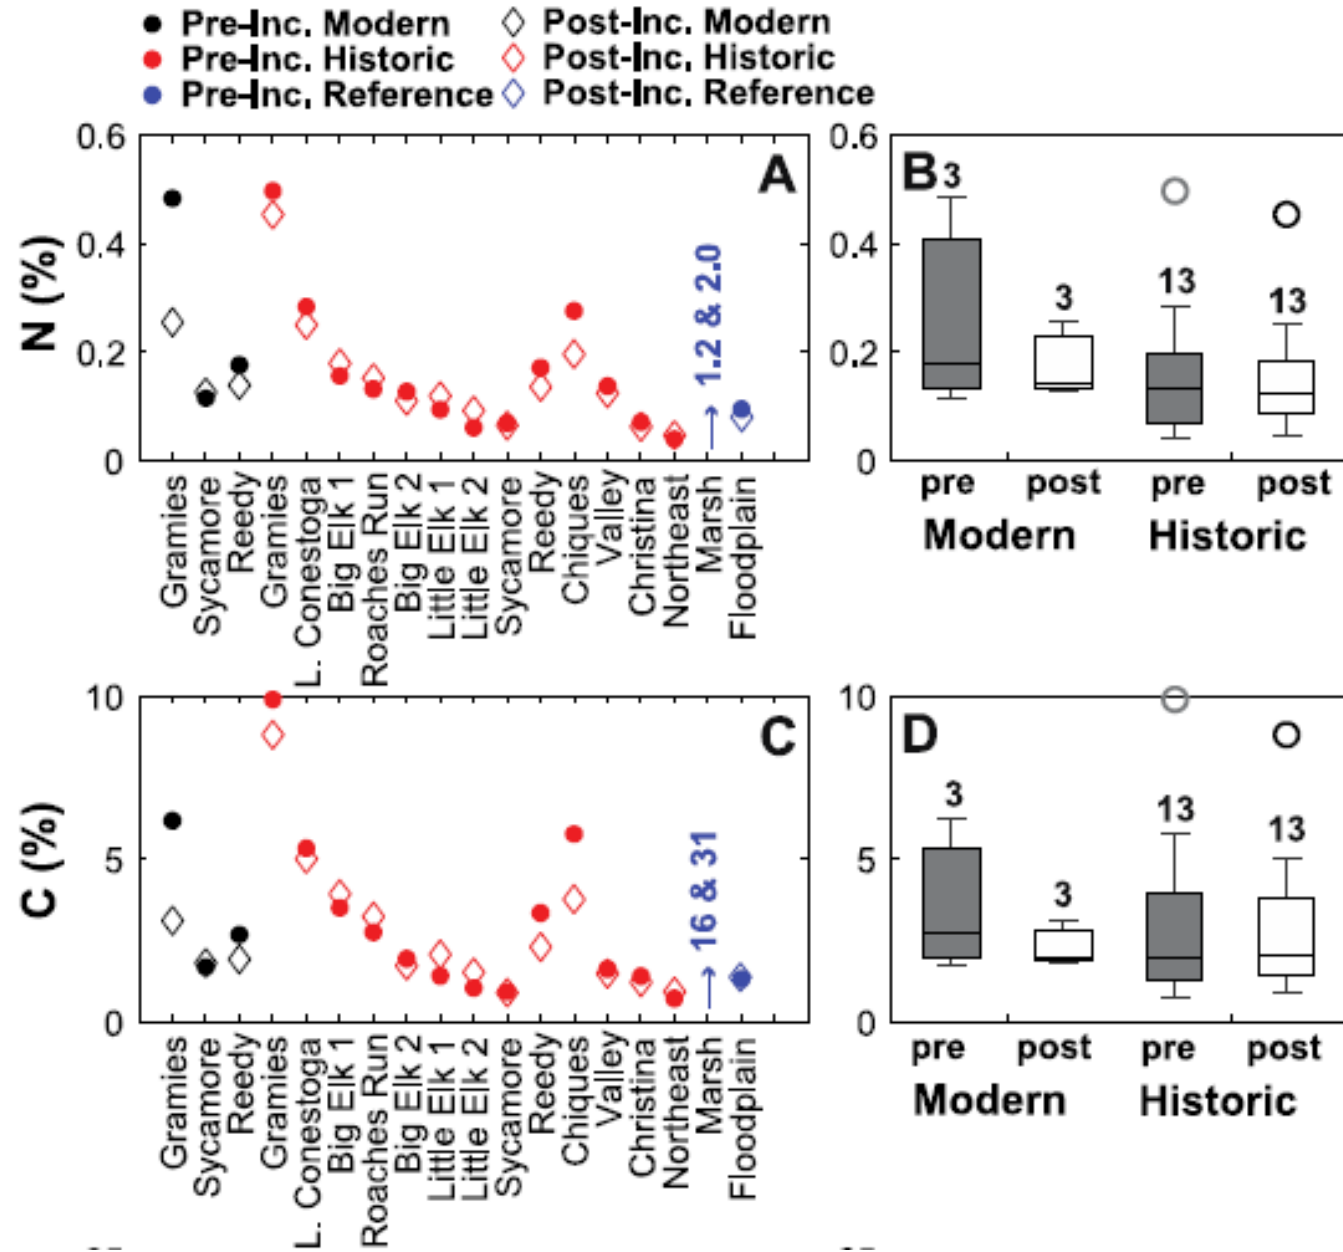 Pre-Inc. Modern
Post-Inc. Modern
Pre-Inc. Historic
Post-Inc. Historic
Pre-Inc. Reference
Post-Inc. Reference
N (%)
0.6
0.4
0.2
0
A
1.2 & 2.0
Gramies
Sycamore
Reedy
Gramies
L. Conestoga
Big Elk 1
Roaches Run
Big Elk 2
Little Elk 1
Little Elk 2
Sycamore
Reedy
Chiques
Valley
Christina
Northeast
Marsh
Floodplain
0.6
0.4
0.2
0
B
3
3
13
13
pre post pre post
Modern Historic
C (%)
10
5
0
C
16 & 31
Gramies
Sycamore
Reedy
Gramies
L. Conestoga
Big Elk 1
Roaches Run
Big Elk 2
Little Elk 1
Little Elk 2
Sycamore
Reedy
Chiques
Valley
Christina
Northeast
Marsh
Floodplain
10
5
0
D
3
3
13
13
pre post pre post
Modern Historic